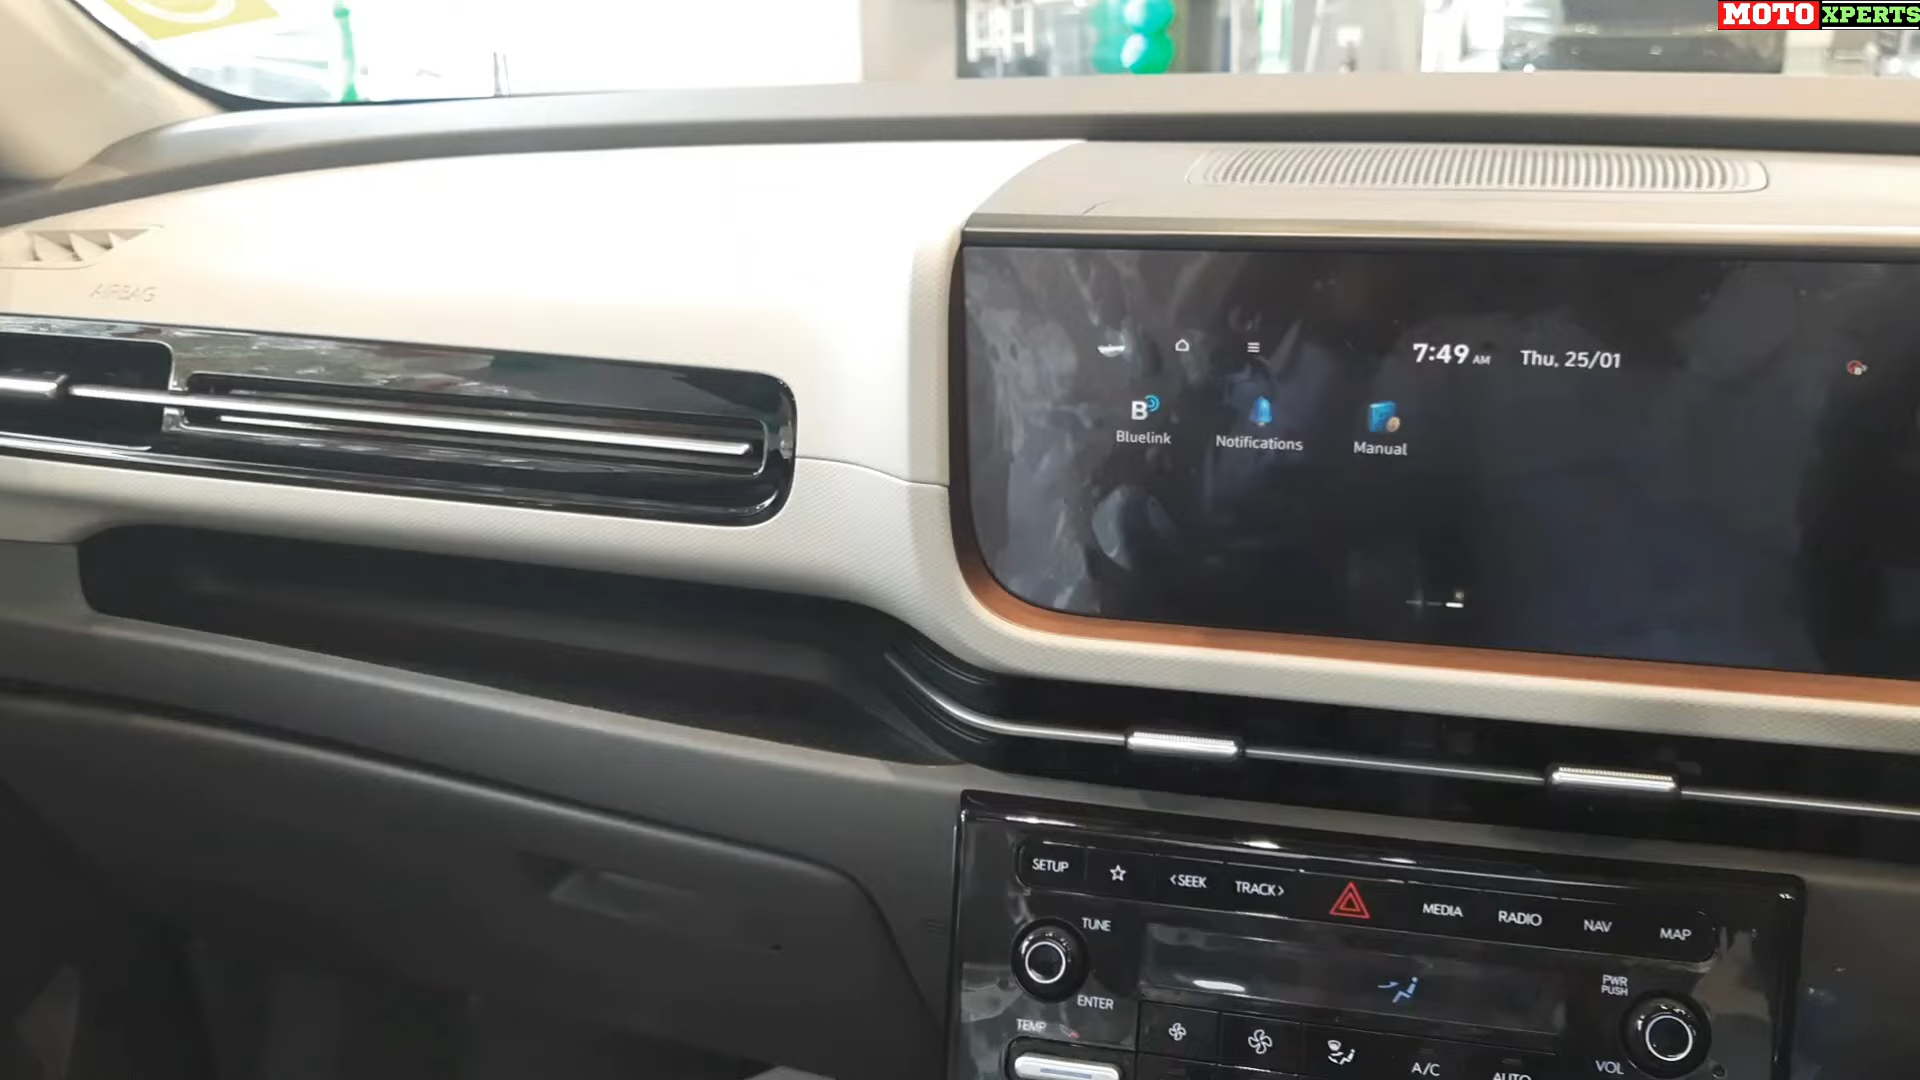 MOTO XPERTS
AIRBAG
7:49 AM Thu, 25/01
Bluelink
Notifications
Manual
SETUP
<SEEK
TRACK>
MEDIA
RADIO
NAV
MAP
TUNE
ENTER
PWR
PUSH
TEMP
VOL
A/C
AUTO